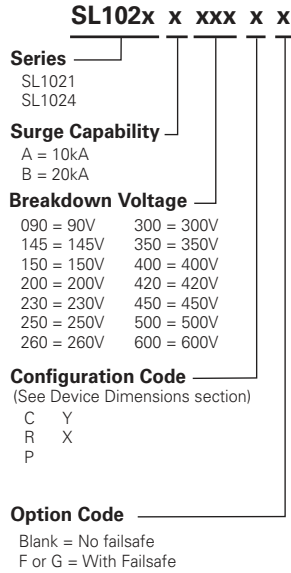 SL102x x xxx x x
Series
SL1021
SL1024
Surge Capability
A = 10kA
B = 20kA
Breakdown Voltage
090 = 90V 300 = 300V
145 = 145V 350 = 350V
150 = 150V 400 = 400V
200 = 200V 420 = 420V
230 = 230V 450 = 450V
250 = 250V 500 = 500V
260 = 260V 600 = 600V
Configuration Code
(See Device Dimensions section)
C Y
R X
P
Option Code
Blank = No failsafe
F or G = With Failsafe